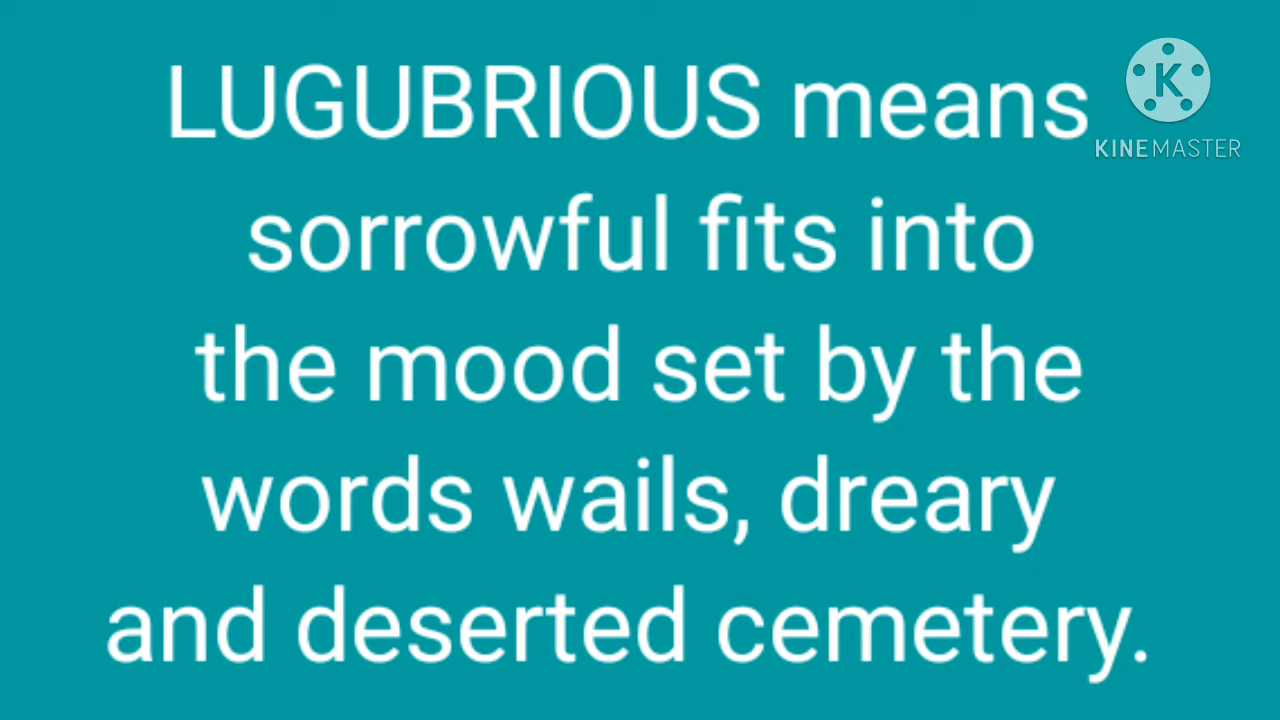 LUGUBRIOUS means
sorrowful fits into
the mood set by the
words wails, dreary
and deserted cemetery.
K
KINEMASTER